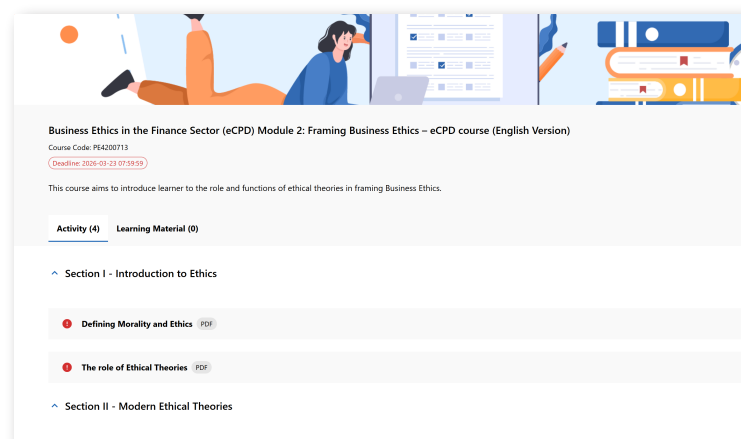 Business Ethics in the Finance Sector (eCPD) Module 2: Framing Business Ethics – eCPD course (English Version)
Course Code: PE4200713
Deadline: 2026-03-23 07:59:59
This course aims to introduce learner to the role and functions of ethical theories in framing Business Ethics.
Activity (4) Learning Material (0)
Section I - Introduction to Ethics
Defining Morality and Ethics PDF
The role of Ethical Theories PDF
Section II - Modern Ethical Theories